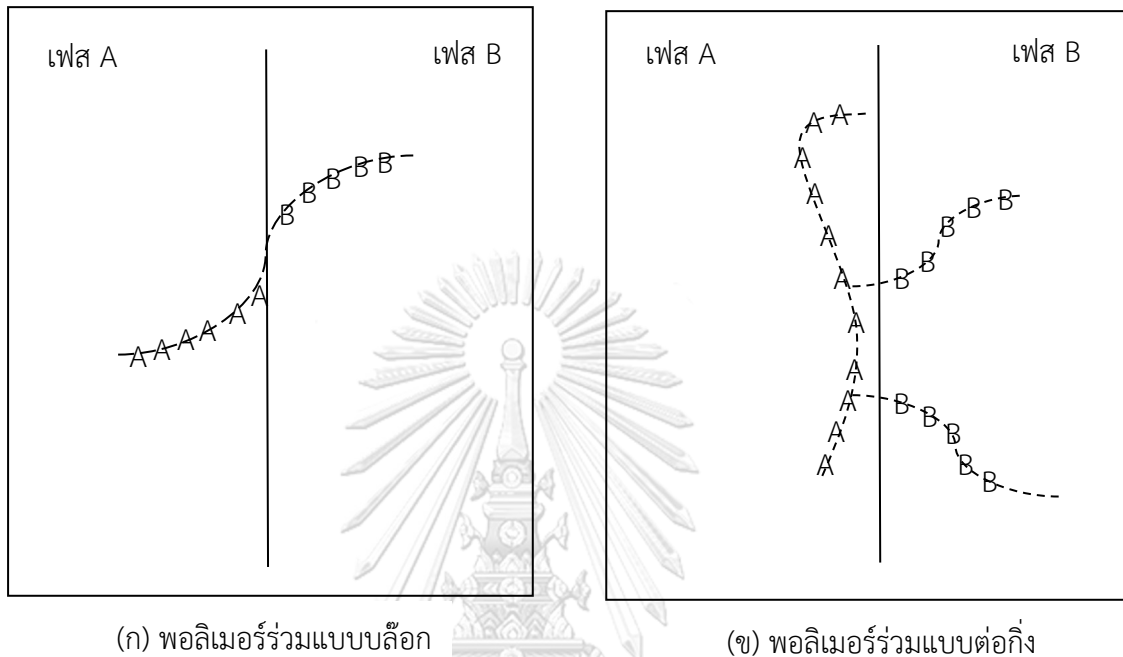 เฟส A
เฟส B
B B B B B
A A A A A A
(ก) พอลิเมอร์ร่วมแบบบล๊อก
เฟส A
เฟส B
A A A A A A A A A A A
B B B B B
B B B B B
(ข) พอลิเมอร์ร่วมแบบต่อกิ่ง